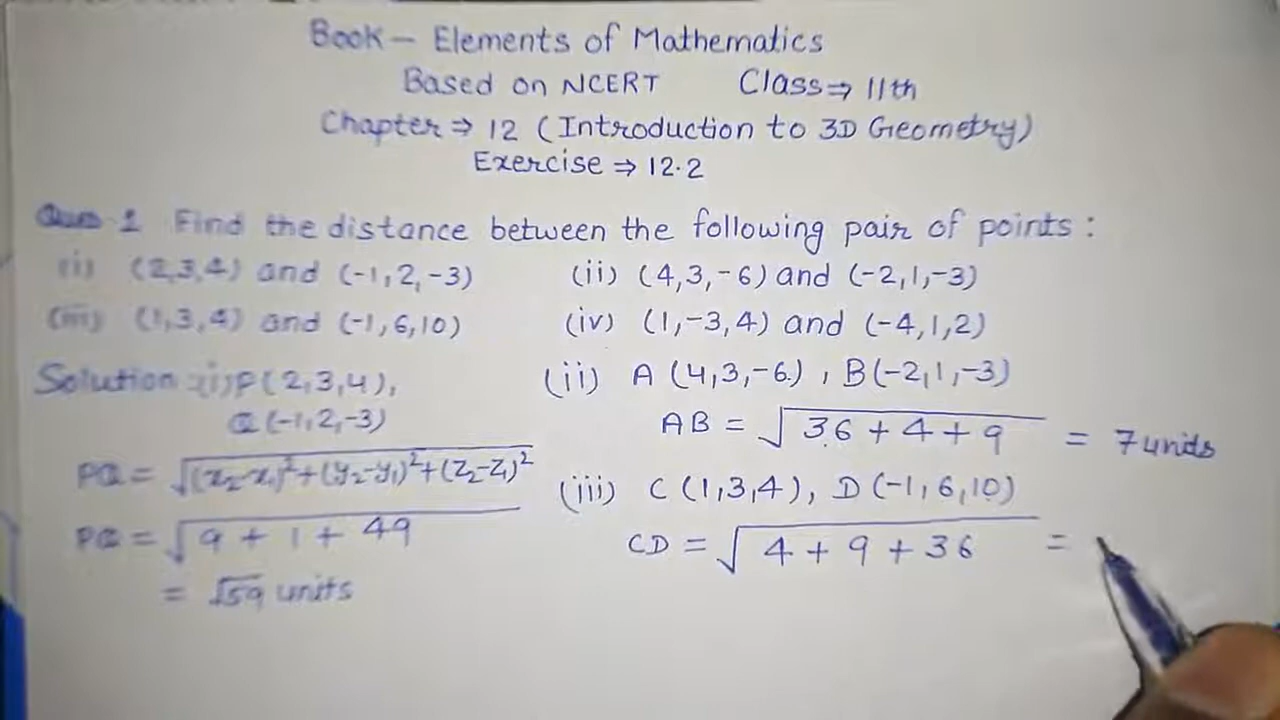 Book – Elements of Mathematics
Based on NCERT Class ⇒ 11th
Chapter ⇒ 12 (Introduction to 3D Geometry)
Exercise ⇒ 12.2
Ques-1 Find the distance between the following pair of points :
(i) (2,3,4) and (-1,2,-3) (ii) (4,3,-6) and (-2,1,-3)
(iii) (1,3,4) and (-1,6,10) (iv) (1,-3,4) and (-4,1,2)
Solution :(i) P(2,3,4),
Q(-1,2,-3)
PQ = √(x₂-x₁)²+(y₂-y₁)²+(z₂-z₁)²
PQ = √9 + 1 + 49
= √59 units
(ii) A (4,3,-6), B(-2,1,-3)
AB = √36 + 4 + 9 = 7 units
(iii) C (1,3,4), D(-1,6,10)
CD = √4 + 9 + 36 =